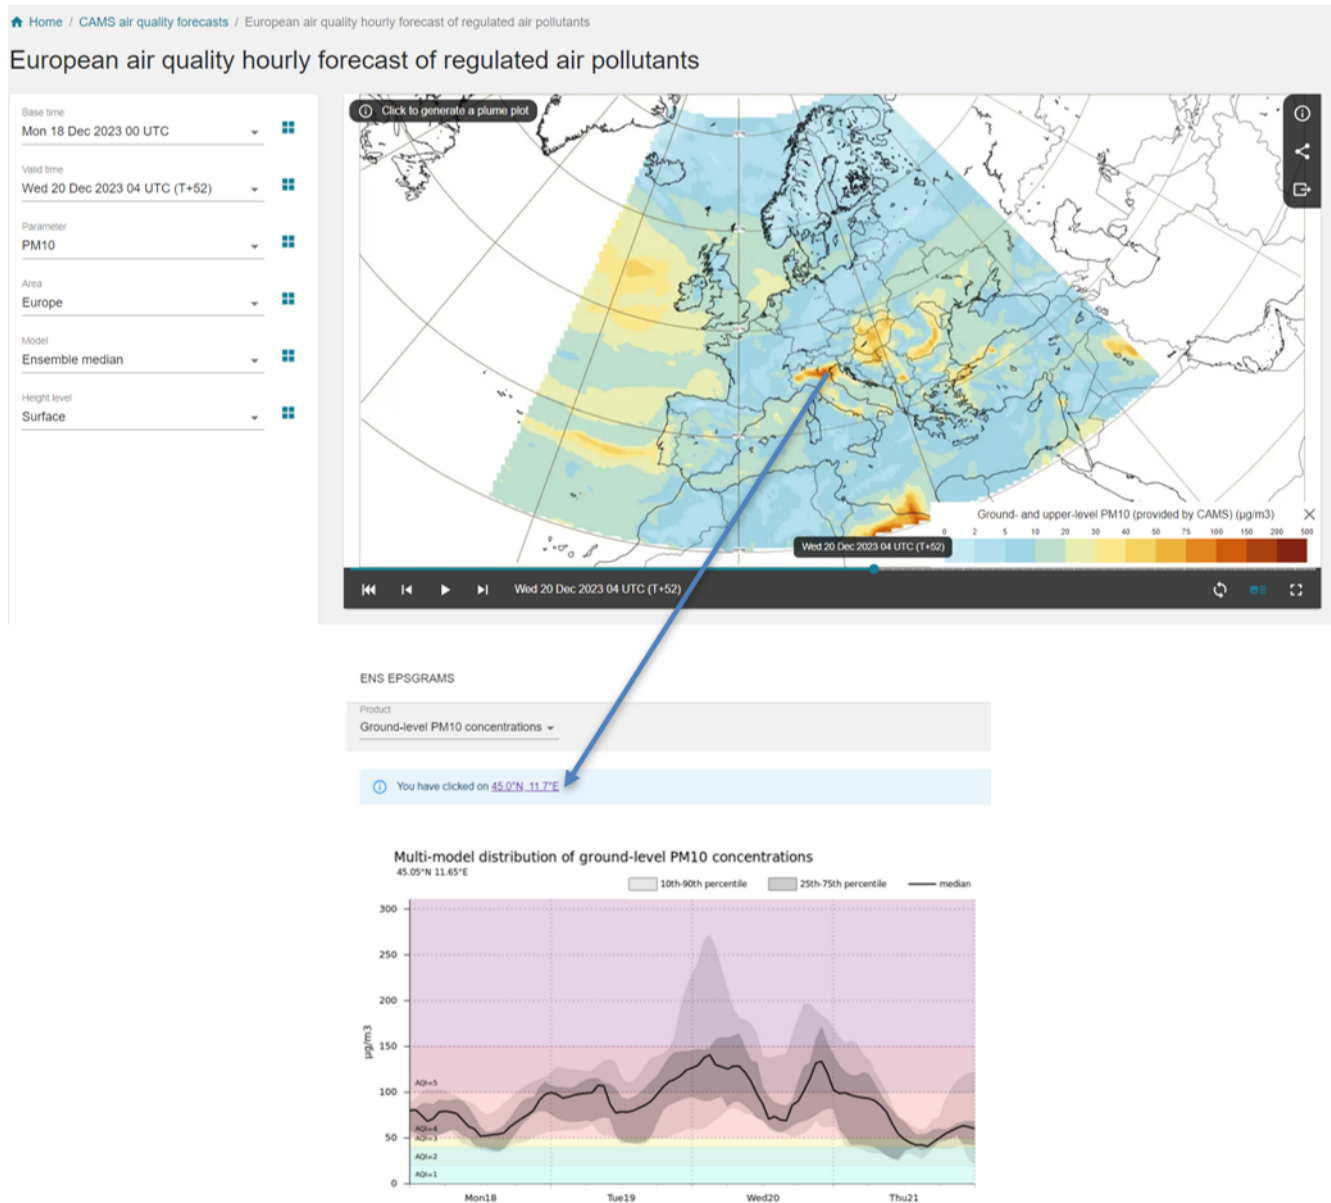 Home / CAMS air quality forecasts / European air quality hourly forecast of regulated air pollutants
European air quality hourly forecast of regulated air pollutants
Base time
Mon 18 Dec 2023 00 UTC
Valid time
Wed 20 Dec 2023 04 UTC (T+52)
Parameter
PM10
Area
Europe
Model
Ensemble median
Height level
Surface
Click to generate a plume plot
Ground- and upper-level PM10 (provided by CAMS) (µg/m3)
0 2 5 10 20 30 40 50 75 100 150 200 500
Wed 20 Dec 2023 04 UTC (T+52)
Wed 20 Dec 2023 04 UTC (T+52)
ENS EPSGRAMS
Product
Ground-level PM10 concentrations
You have clicked on 45.0°N, 11.7°E
Multi-model distribution of ground-level PM10 concentrations
45.05°N 11.65°E
10th-90th percentile 25th-75th percentile median
300
250
200
150
100
50
0
µg/m3
AQI=5
AQI=4
AQI=3
AQI=2
AQI=1
Mon18 Tue19 Wed20 Thu21